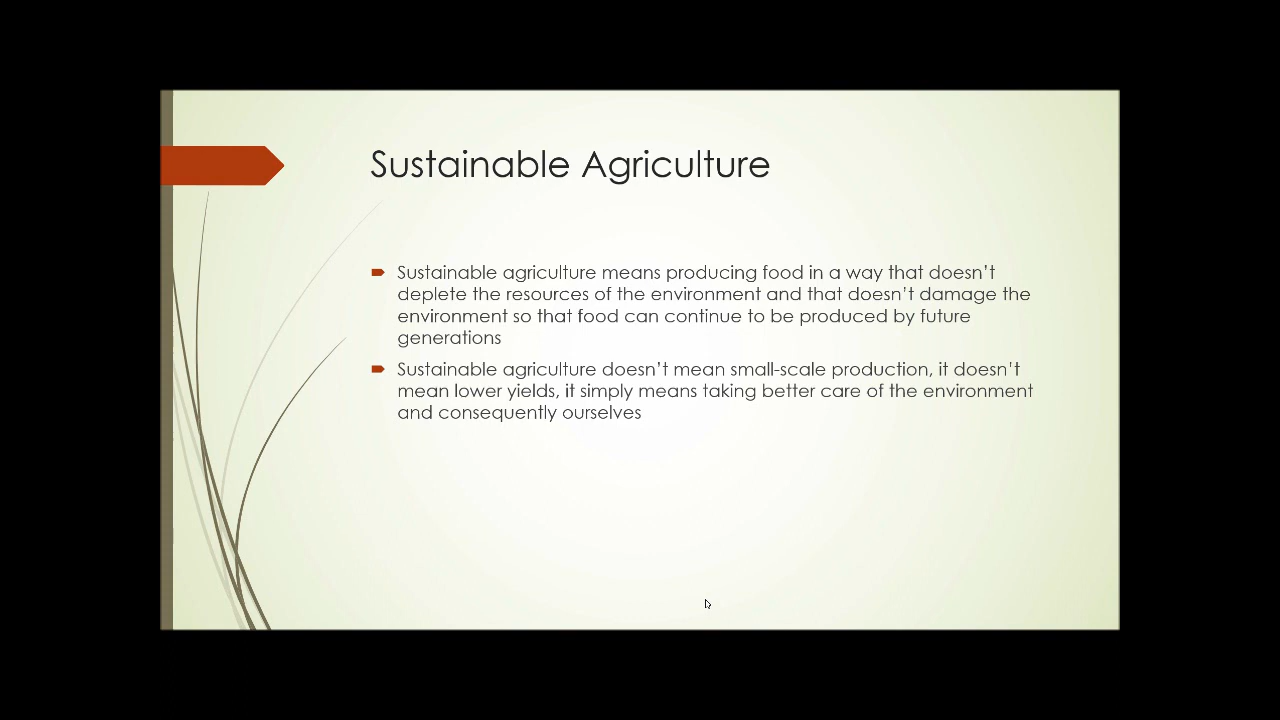 Sustainable Agriculture
Sustainable agriculture means producing food in a way that doesn't
deplete the resources of the environment and that doesn't damage the
environment so that food can continue to be produced by future
generations
Sustainable agriculture doesn't mean small-scale production, it doesn't
mean lower yields, it simply means taking better care of the environment
and consequently ourselves